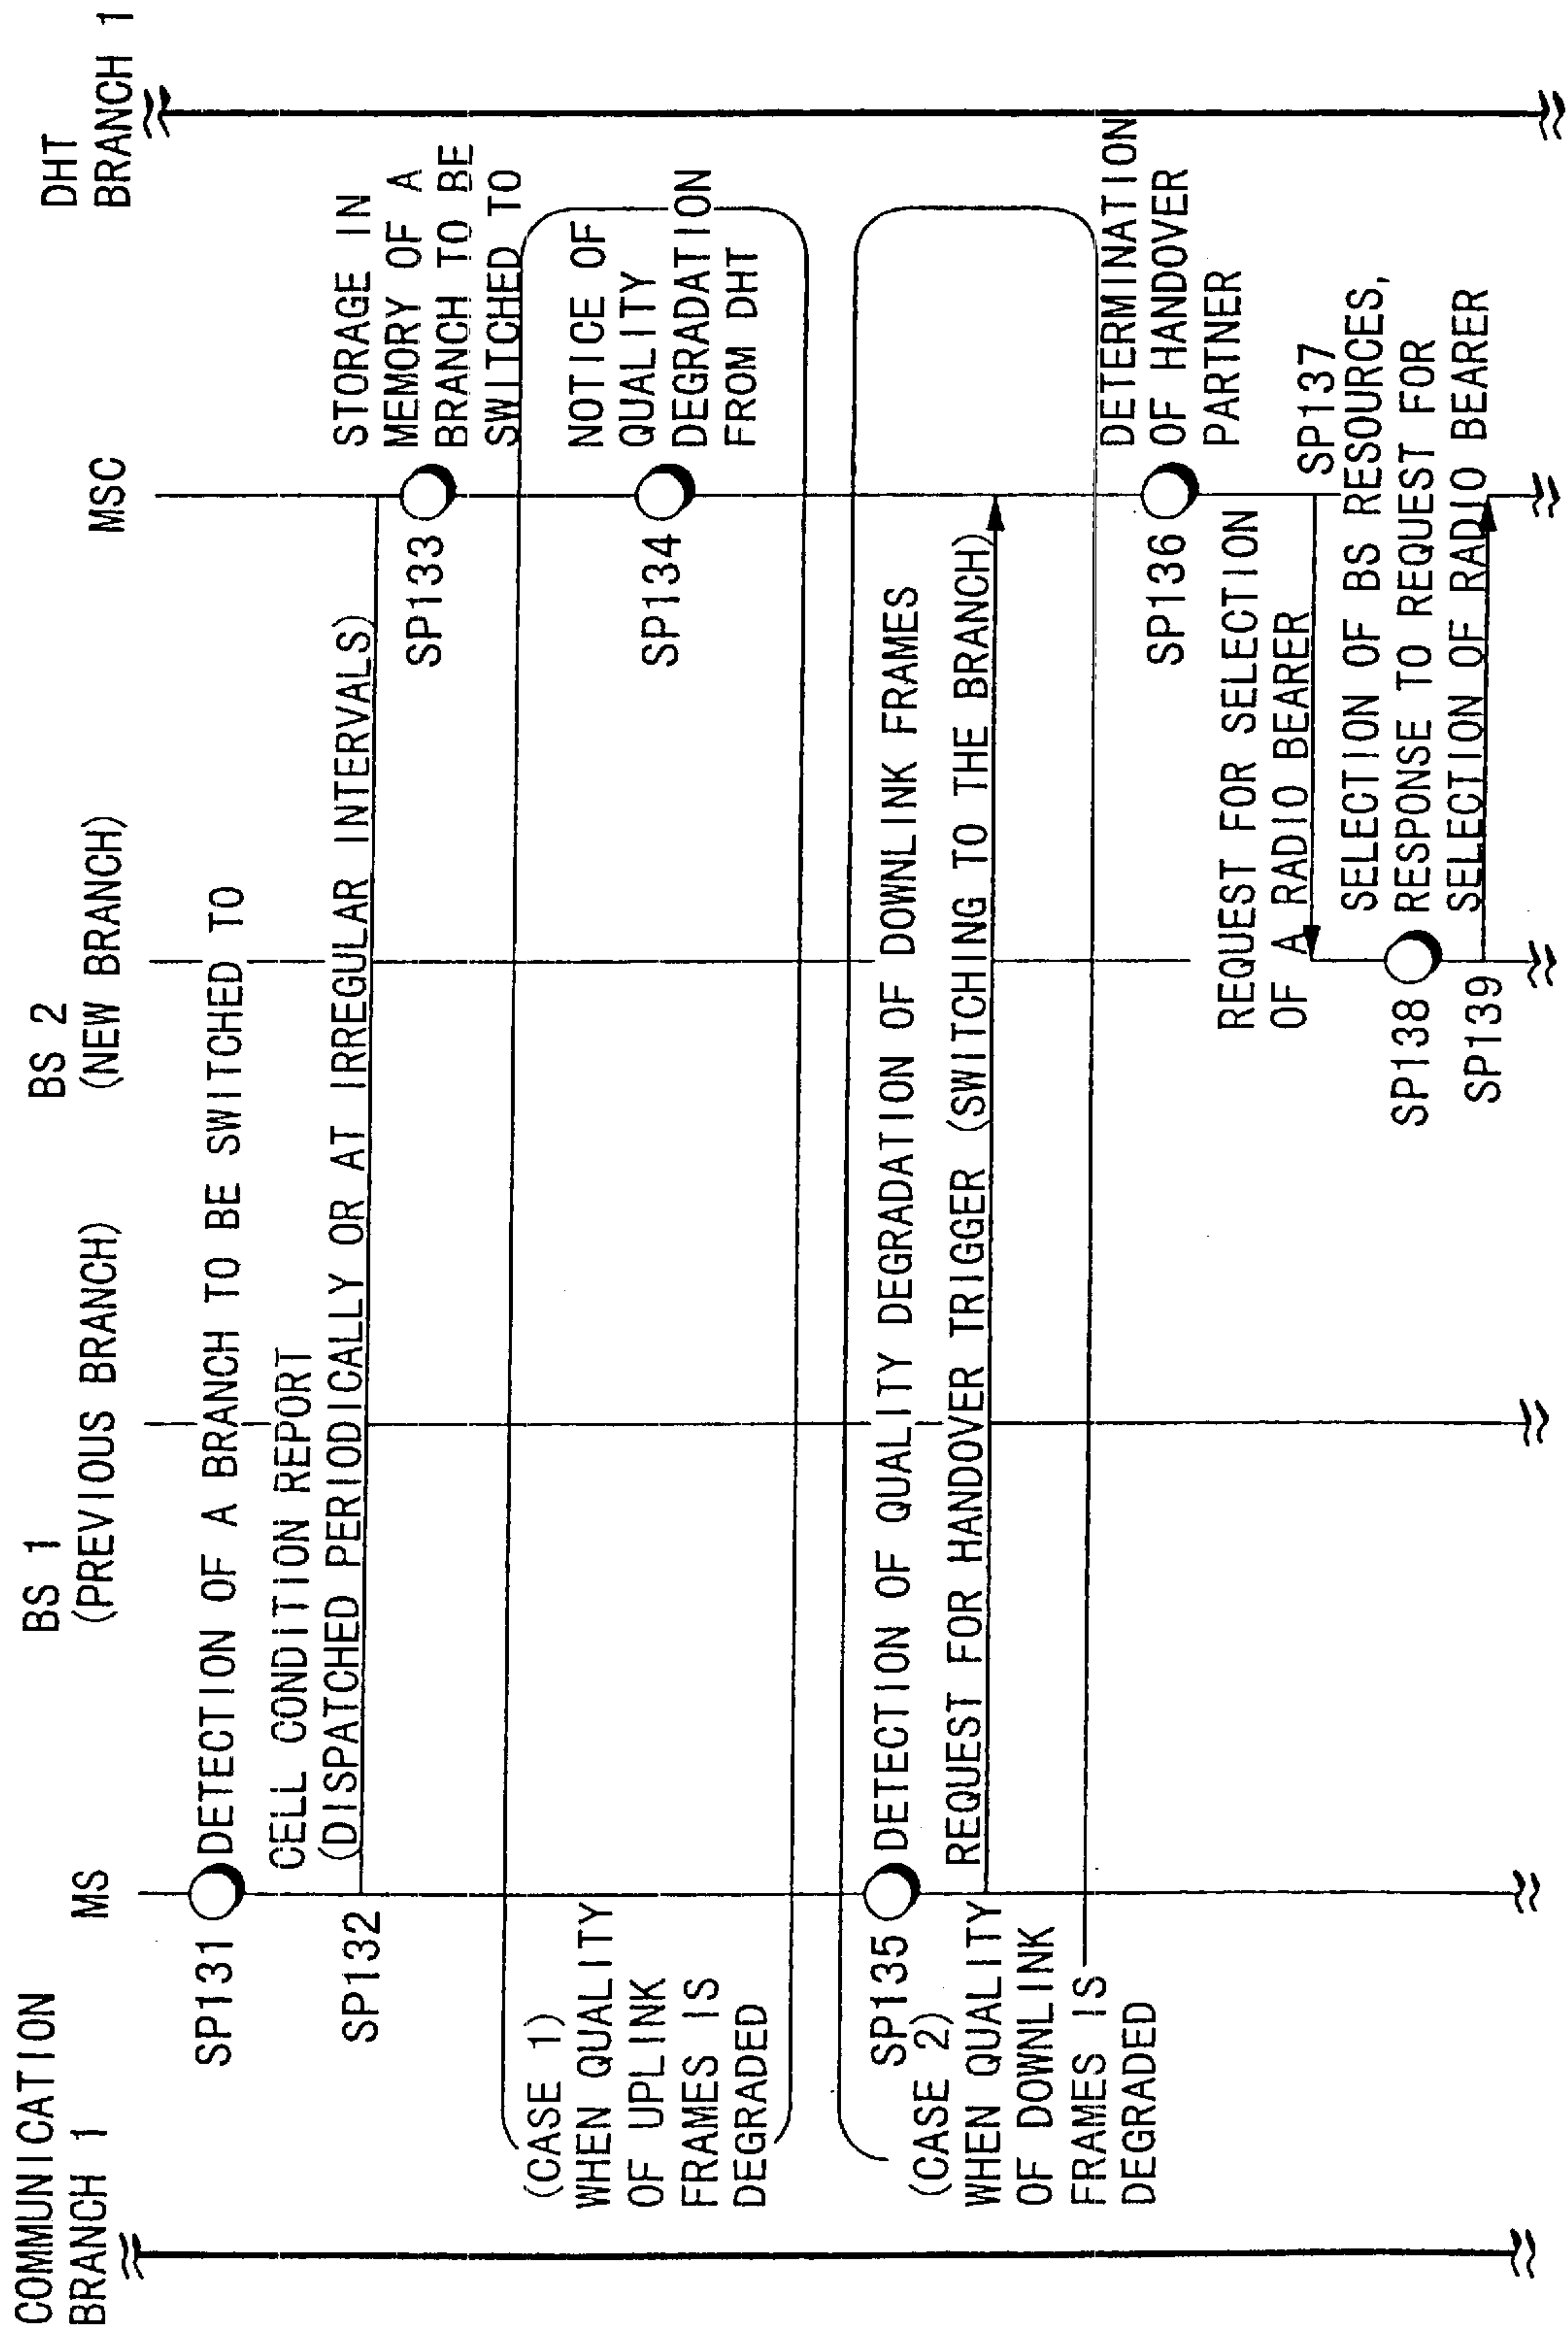 COMMUNICATION
BRANCH 1
MS
BS 1
(PREVIOUS BRANCH)
BS 2
(NEW BRANCH)
MSC
DHT
BRANCH 1
SP131
DETECTION OF A BRANCH TO BE SWITCHED TO
SP132
CELL CONDITION REPORT
(DISPATCHED PERIODICALLY OR AT IRREGULAR INTERVALS)
SP133
STORAGE IN
MEMORY OF A
BRANCH TO BE
SWITCHED TO
(CASE 1)
WHEN QUALITY
OF UPLINK
FRAMES IS
DEGRADED
SP134
NOTICE OF
QUALITY
DEGRADATION
FROM DHT
SP135
(CASE 2)
WHEN QUALITY
OF DOWNLINK
FRAMES IS
DEGRADED
DETECTION OF QUALITY DEGRADATION OF DOWNLINK FRAMES
REQUEST FOR HANDOVER TRIGGER (SWITCHING TO THE BRANCH)
SP136
DETERMINATION
OF HANDOVER
PARTNER
REQUEST FOR SELECTION
OF A RADIO BEARER
SP137
SP138
SELECTION OF BS RESOURCES,
RESPONSE TO REQUEST FOR
SELECTION OF RADIO BEARER
SP139